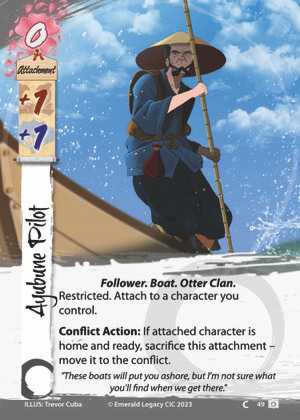 0
Attachment
+1
+1
Ayubune Pilot
Follower. Boat. Otter Clan.
Restricted. Attach to a character you
control.
Conflict Action: If attached character is
home and ready, sacrifice this attachment –
move it to the conflict.
"These boats will put you ashore, but I'm not sure what
you'll find when we get there."
ILLUS: Trevor Cuba © Emerald Legacy CIC 2023 C 49